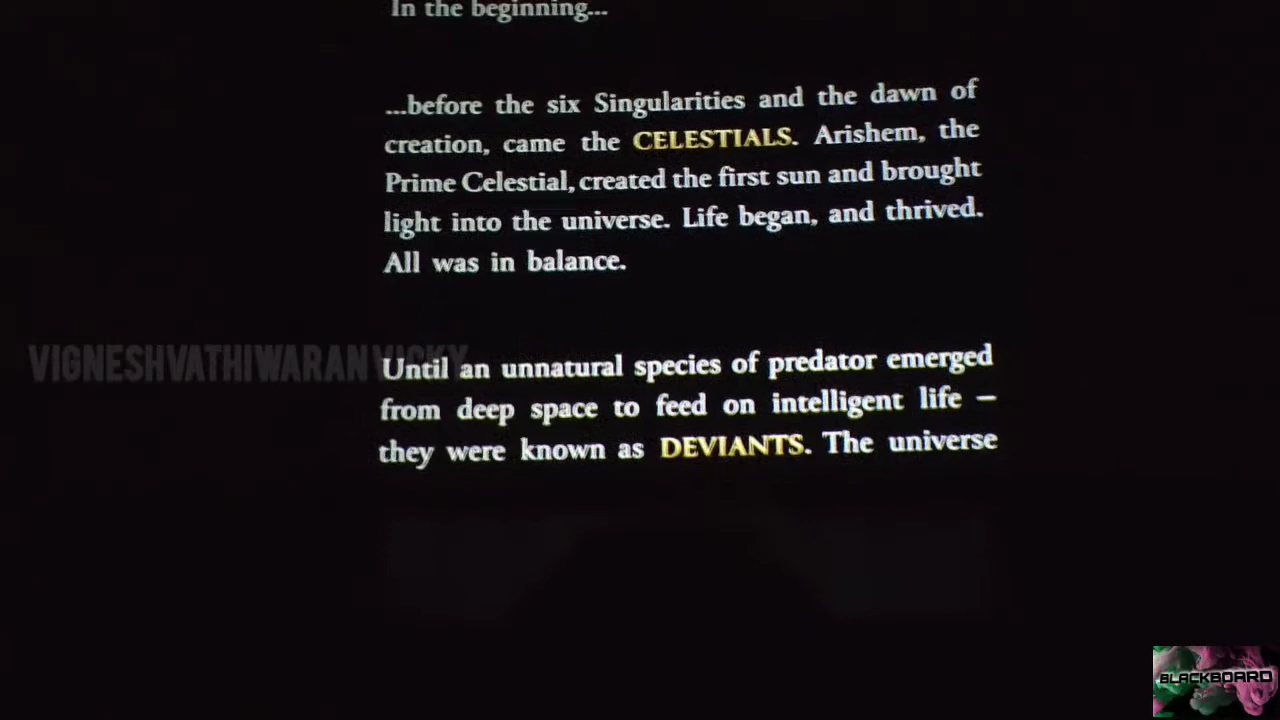 In the beginning...
...before the six Singularities and the dawn of
creation, came the CELESTIALS. Arishem, the
Prime Celestial, created the first sun and brought
light into the universe. Life began, and thrived.
All was in balance.
VIGNESHVATHIWARAN VICKY
Until an unnatural species of predator emerged
from deep space to feed on intelligent life –
they were known as DEVIANTS. The universe
BLACKBOARD